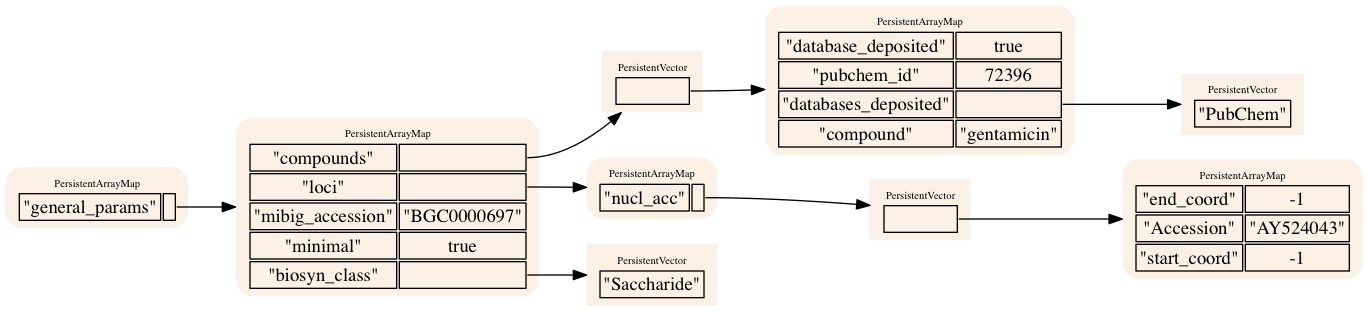 PersistentArrayMap
"general_params"
PersistentArrayMap
"compounds"
"loci"
"mibig_accession" "BGC0000697"
"minimal" true
"biosyn_class"
PersistentVector
PersistentArrayMap
"database_deposited" true
"pubchem_id" 72396
"databases_deposited"
"compound" "gentamicin"
PersistentVector
"PubChem"
PersistentArrayMap
"nucl_acc"
PersistentVector
PersistentArrayMap
"end_coord" -1
"Accession" "AY524043"
"start_coord" -1
PersistentVector
"Saccharide"